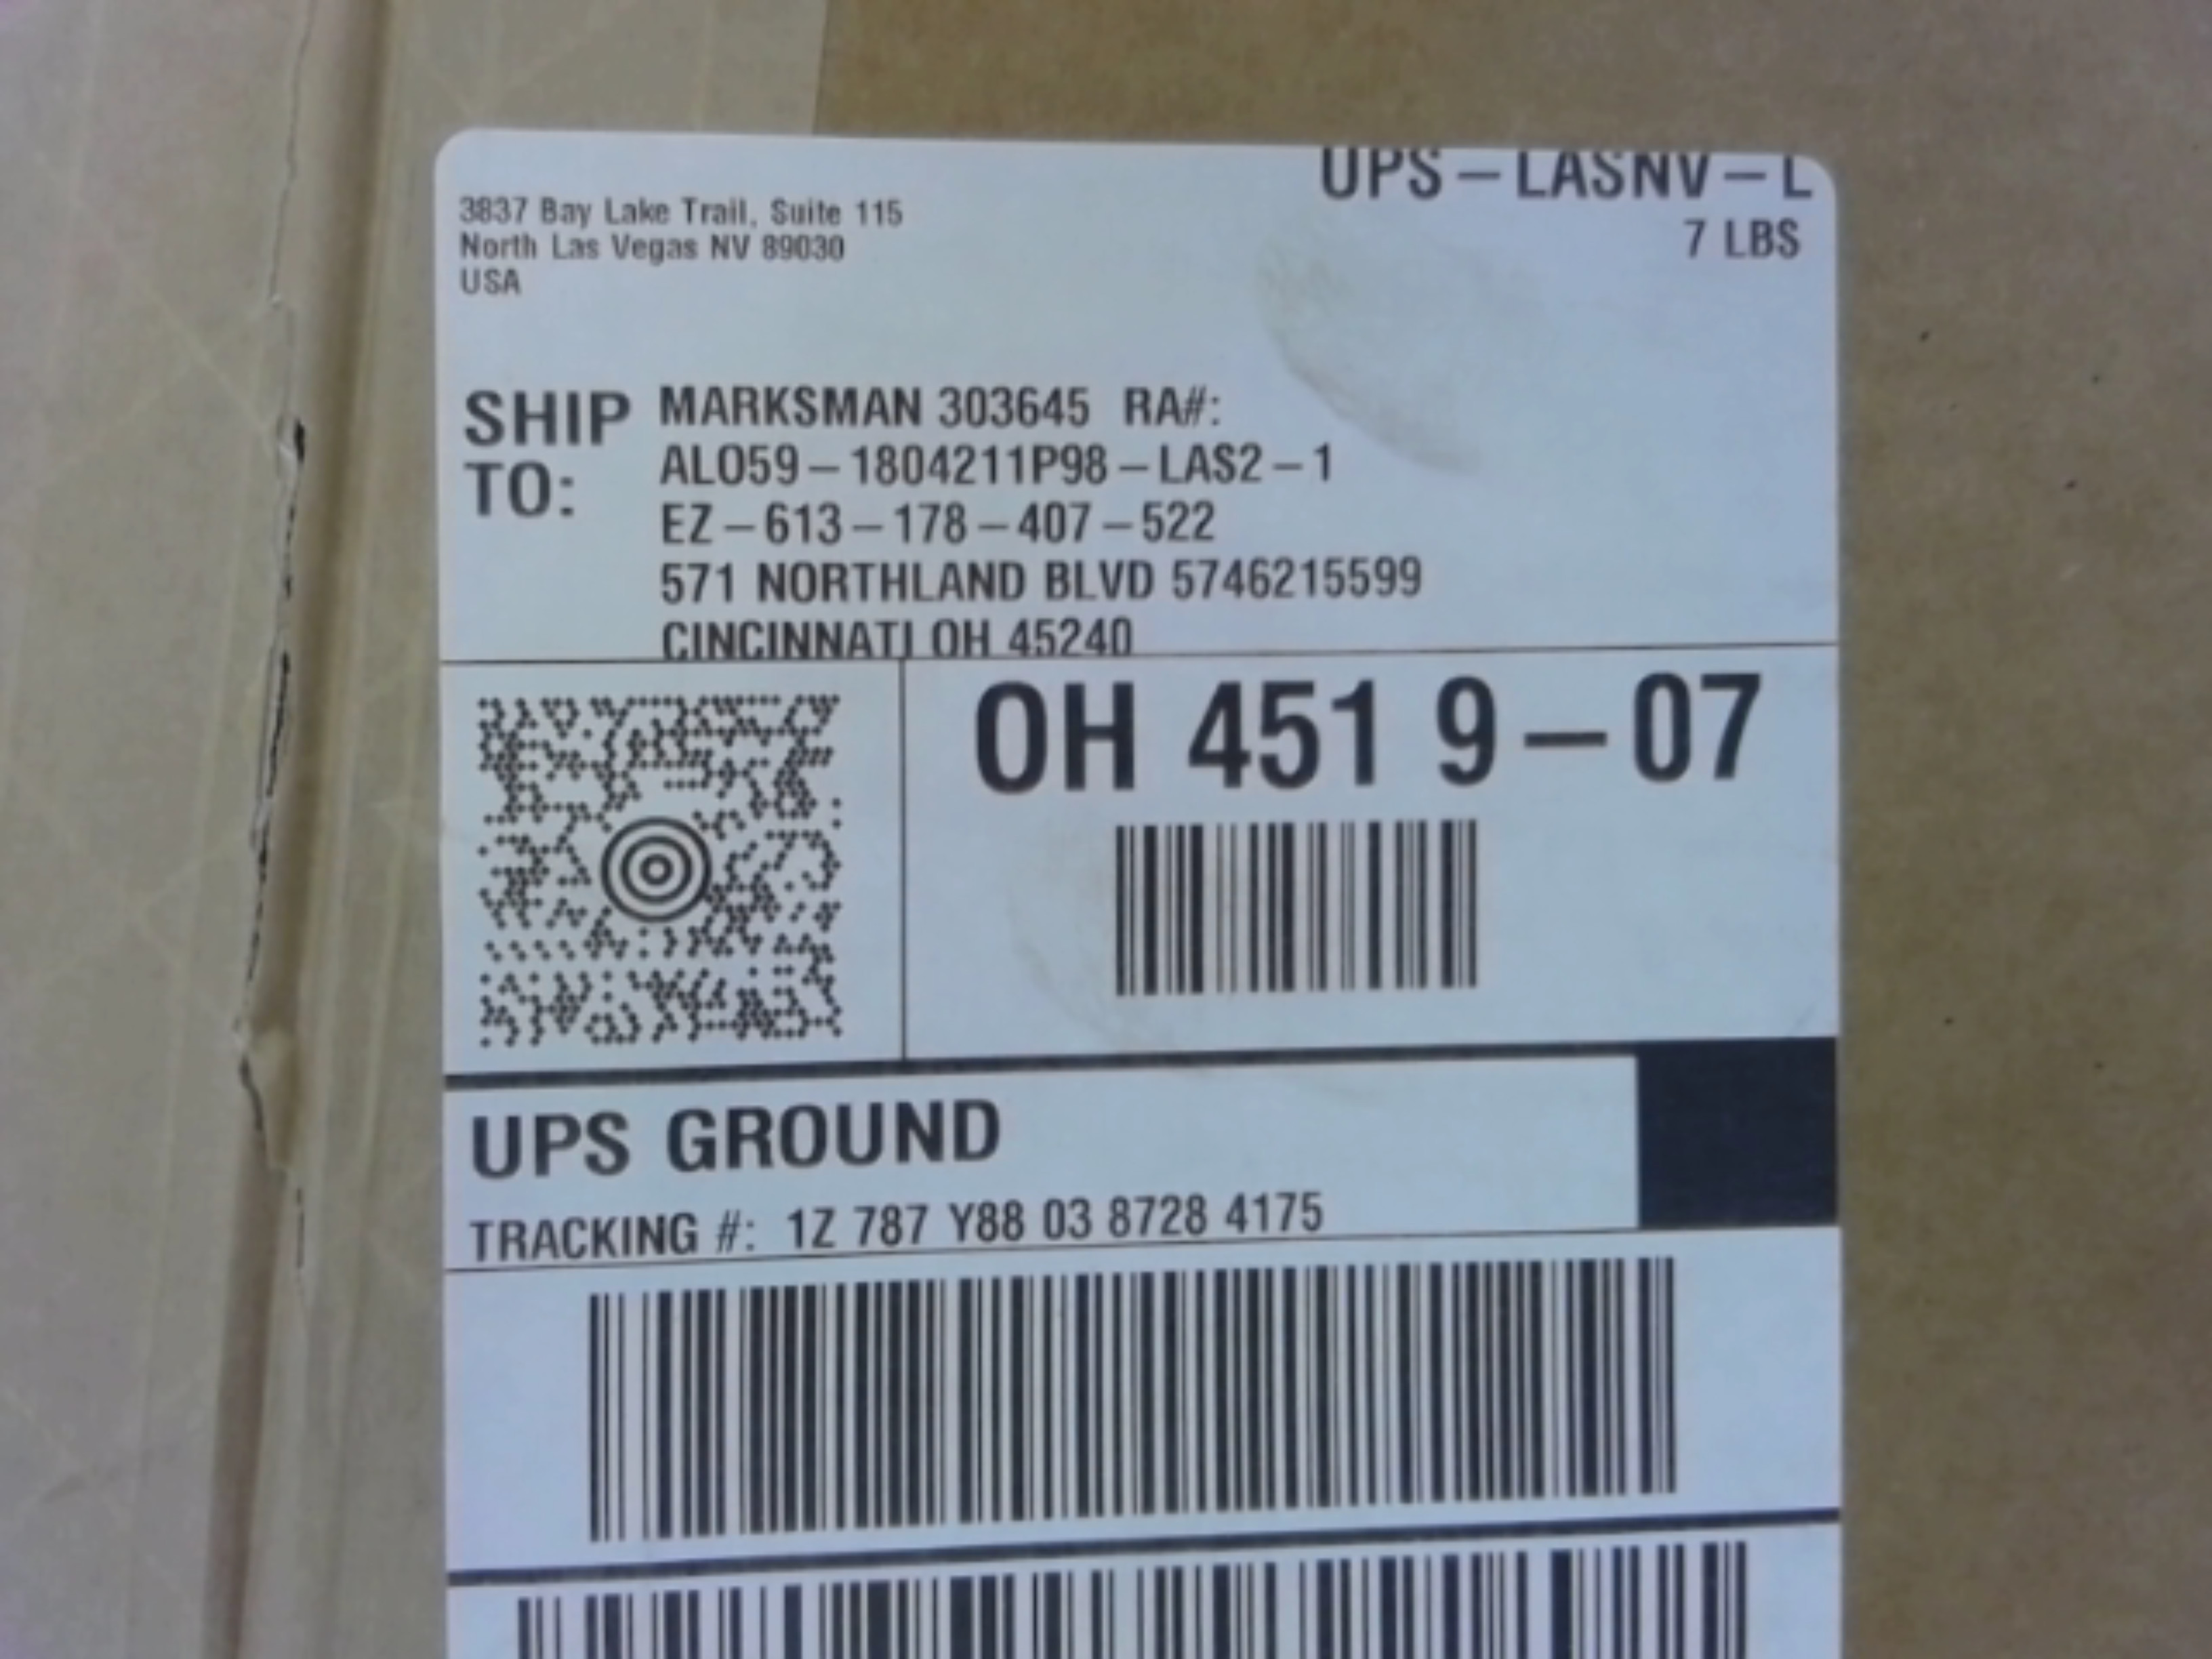 UPS-LASNV-L
3837 Bay Lake Trail, Suite 115
7 LBS
North Las Vegas NV 89030
USA
SHIP TO:
MARKSMAN 303645 RA#:
ALO59-1804211P98-LAS2-1
EZ-613-178-407-522
571 NORTHLAND BLVD 5746215599
CINCINNATI OH 45240
OH 451 9-07
UPS GROUND
TRACKING #: 1Z 787 Y88 03 8728 4175